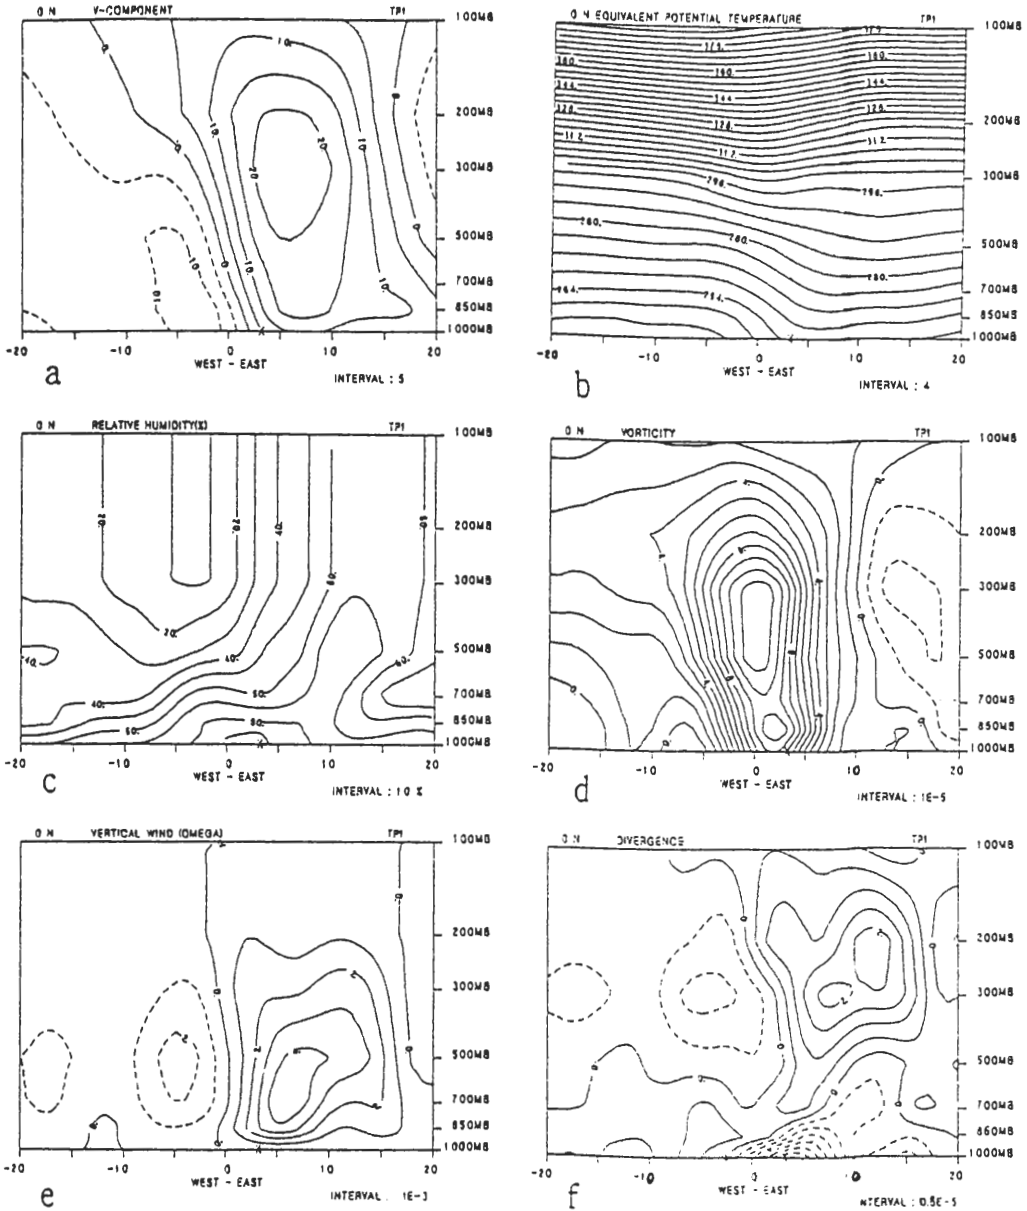 0 N V-COMPONENT TP1
100MB
200MB
300MB
500MB
700MB
850MB
1000MB
-20 -10 0 10 20
WEST - EAST
INTERVAL : 5
a
0 N EQUIVALENT POTENTIAL TEMPERATURE TP1
100MB
200MB
300MB
500MB
700MB
850MB
1000MB
-20 -10 0 10 20
WEST - EAST
INTERVAL : 4
b
0 N RELATIVE HUMIDITY(%) TP1
100MB
200MB
300MB
500MB
700MB
850MB
1000MB
-20 -10 0 10 20
WEST - EAST
INTERVAL : 10 %
c
0 N VORTICITY TP1
100MB
200MB
300MB
500MB
700MB
850MB
1000MB
-20 -10 0 10 20
WEST - EAST
INTERVAL : 1E-5
d
0 N VERTICAL WIND (OMEGA) TP1
100MB
200MB
300MB
500MB
700MB
850MB
1000MB
-20 -10 0 10 20
WEST - EAST
INTERVAL : 1E-3
e
0 N DIVERGENCE TP1
100MB
200MB
300MB
500MB
700MB
1000MB
-20 -10 0 10 20
WEST - EAST
NTERVAL : 0.5E-5
f